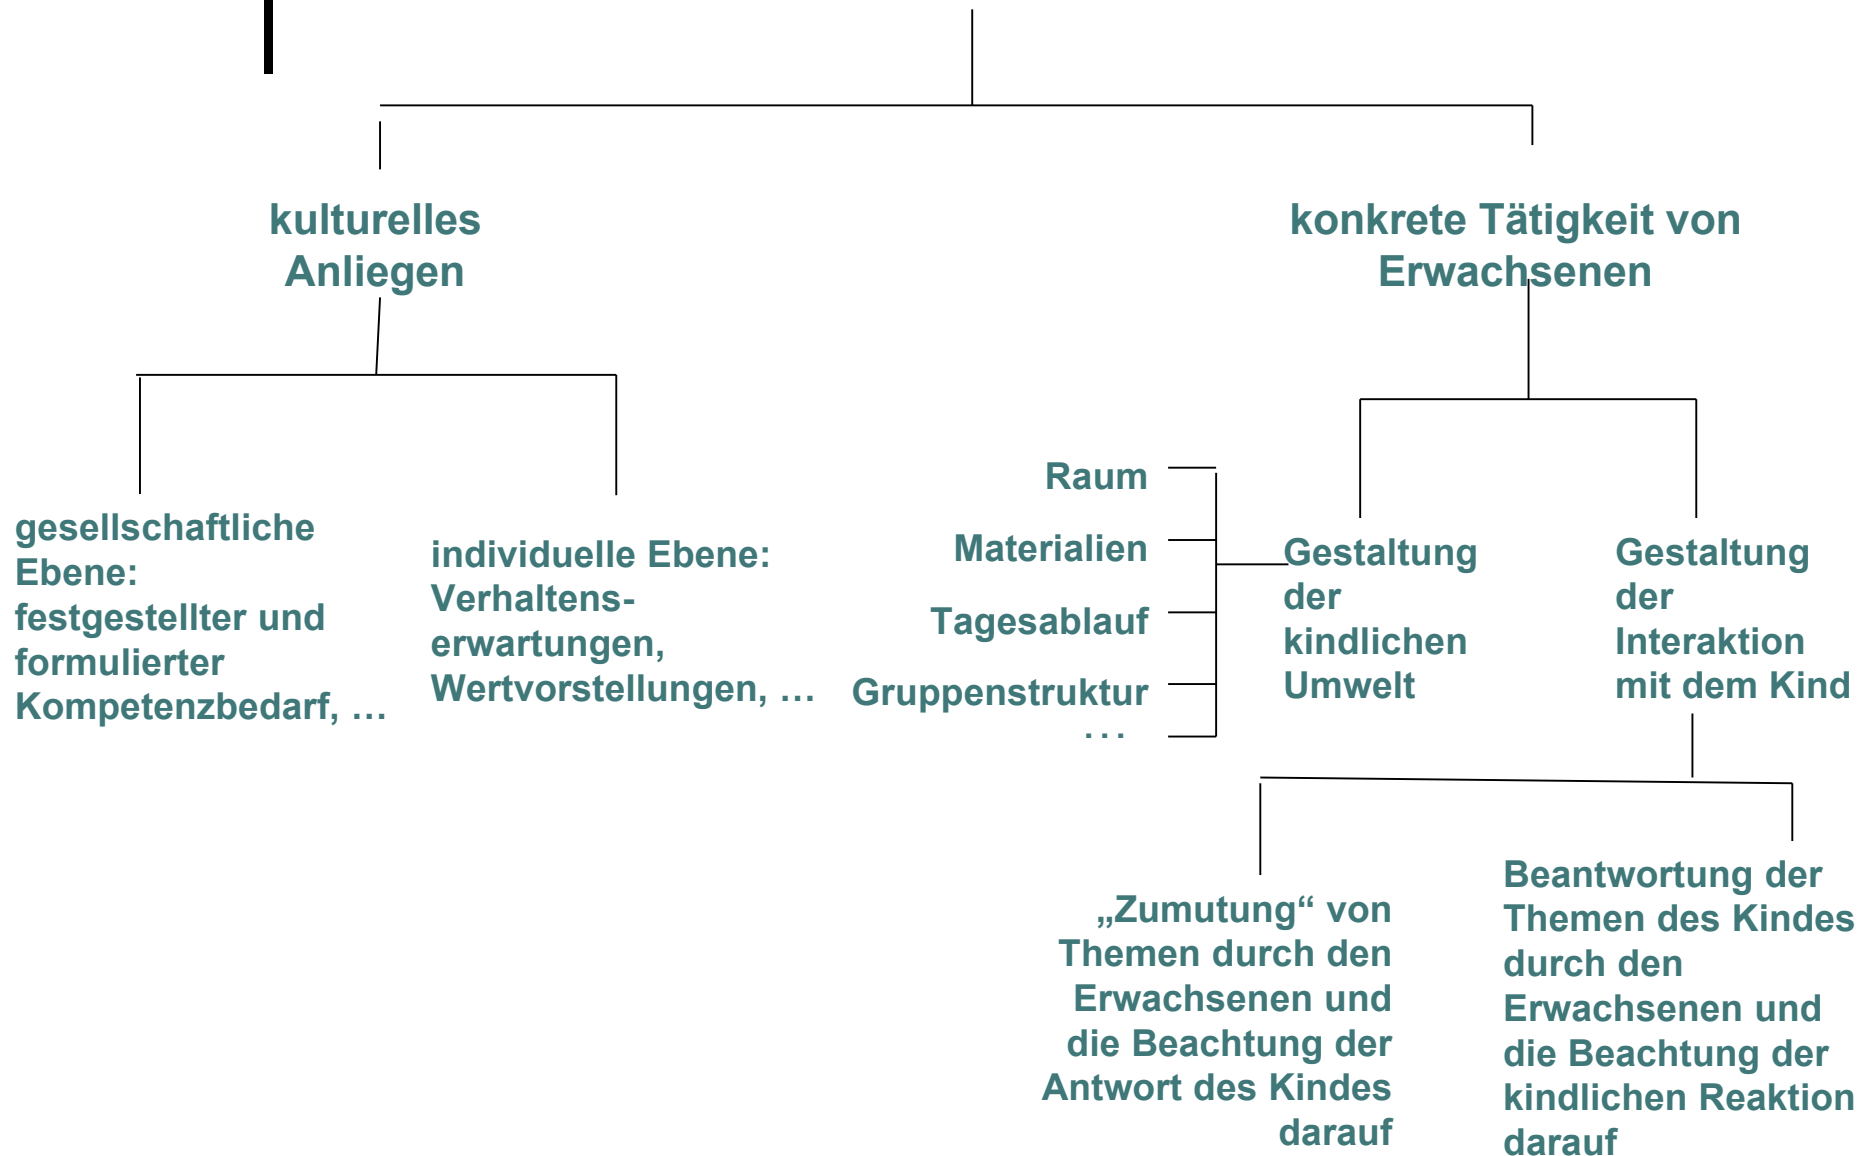 kulturelles
Anliegen
konkrete Tätigkeit von
Erwachsenen
gesellschaftliche
Ebene:
festgestellter und
formulierter
Kompetenzbedarf, …
individuelle Ebene:
Verhaltens-
erwartungen,
Wertvorstellungen, …
Raum
Materialien
Tagesablauf
Gruppenstruktur
…
Gestaltung
der
kindlichen
Umwelt
Gestaltung
der
Interaktion
mit dem Kind
„Zumutung“ von
Themen durch den
Erwachsenen und
die Beachtung der
Antwort des Kindes
darauf
Beantwortung der
Themen des Kindes
durch den
Erwachsenen und
die Beachtung der
kindlichen Reaktion
darauf